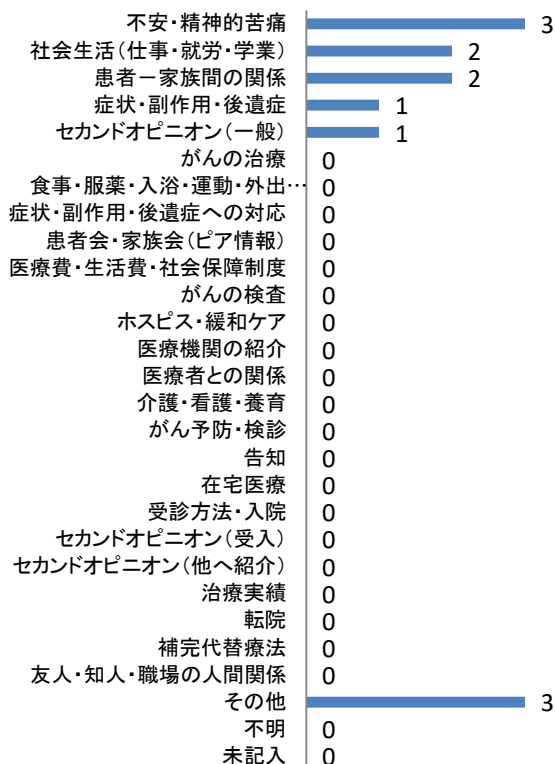 不安・精神的苦痛 3
社会生活（仕事・就労・学業） 2
患者－家族間の関係 2
症状・副作用・後遺症 1
セカンドオピニオン（一般） 1
がんの治療 0
食事・服薬・入浴・運動・外出… 0
症状・副作用・後遺症への対応 0
患者会・家族会（ピア情報） 0
医療費・生活費・社会保障制度 0
がんの検査 0
ホスピス・緩和ケア 0
医療機関の紹介 0
医療者との関係 0
介護・看護・養育 0
がん予防・検診 0
告知 0
在宅医療 0
受診方法・入院 0
セカンドオピニオン（受入） 0
セカンドオピニオン（他へ紹介） 0
治療実績 0
転院 0
補完代替療法 0
友人・知人・職場の人間関係 0
その他 3
不明 0
未記入 0